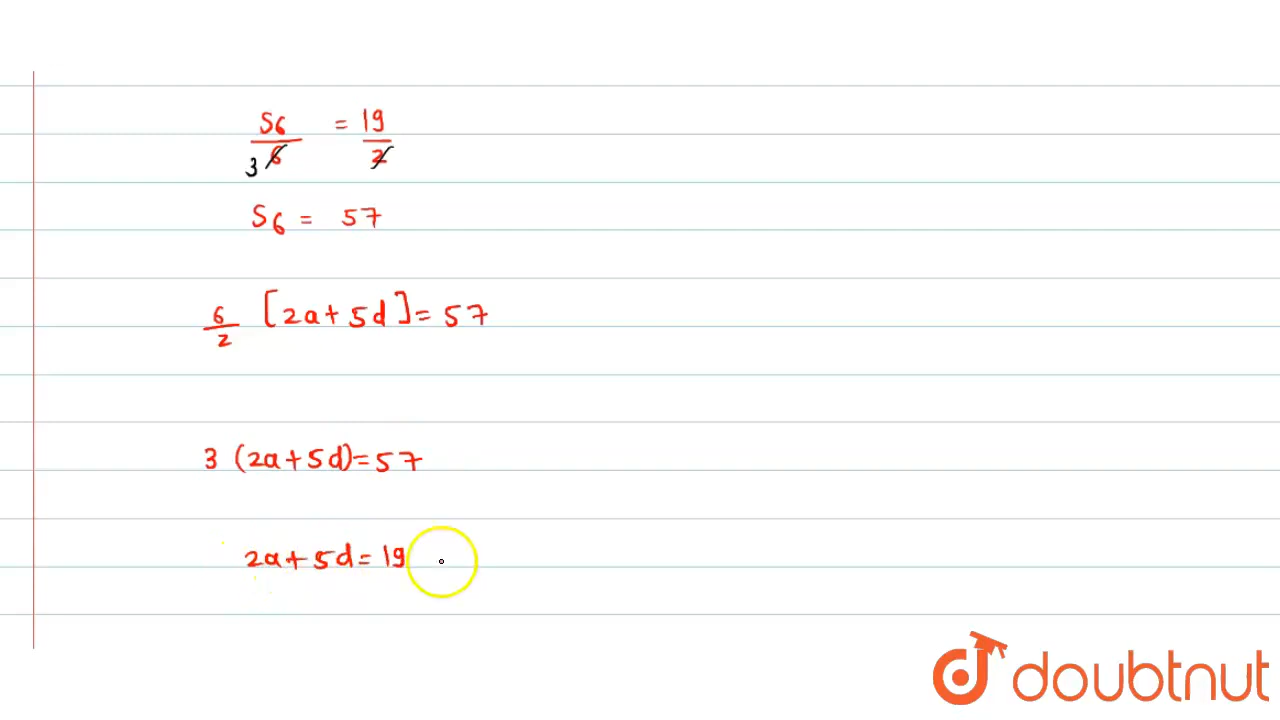 S6 = 19
3 6 2
S6 = 57
6 [2a + 5d] = 57
2
3 (2a + 5d) = 57
2a + 5d = 19
doubtnut